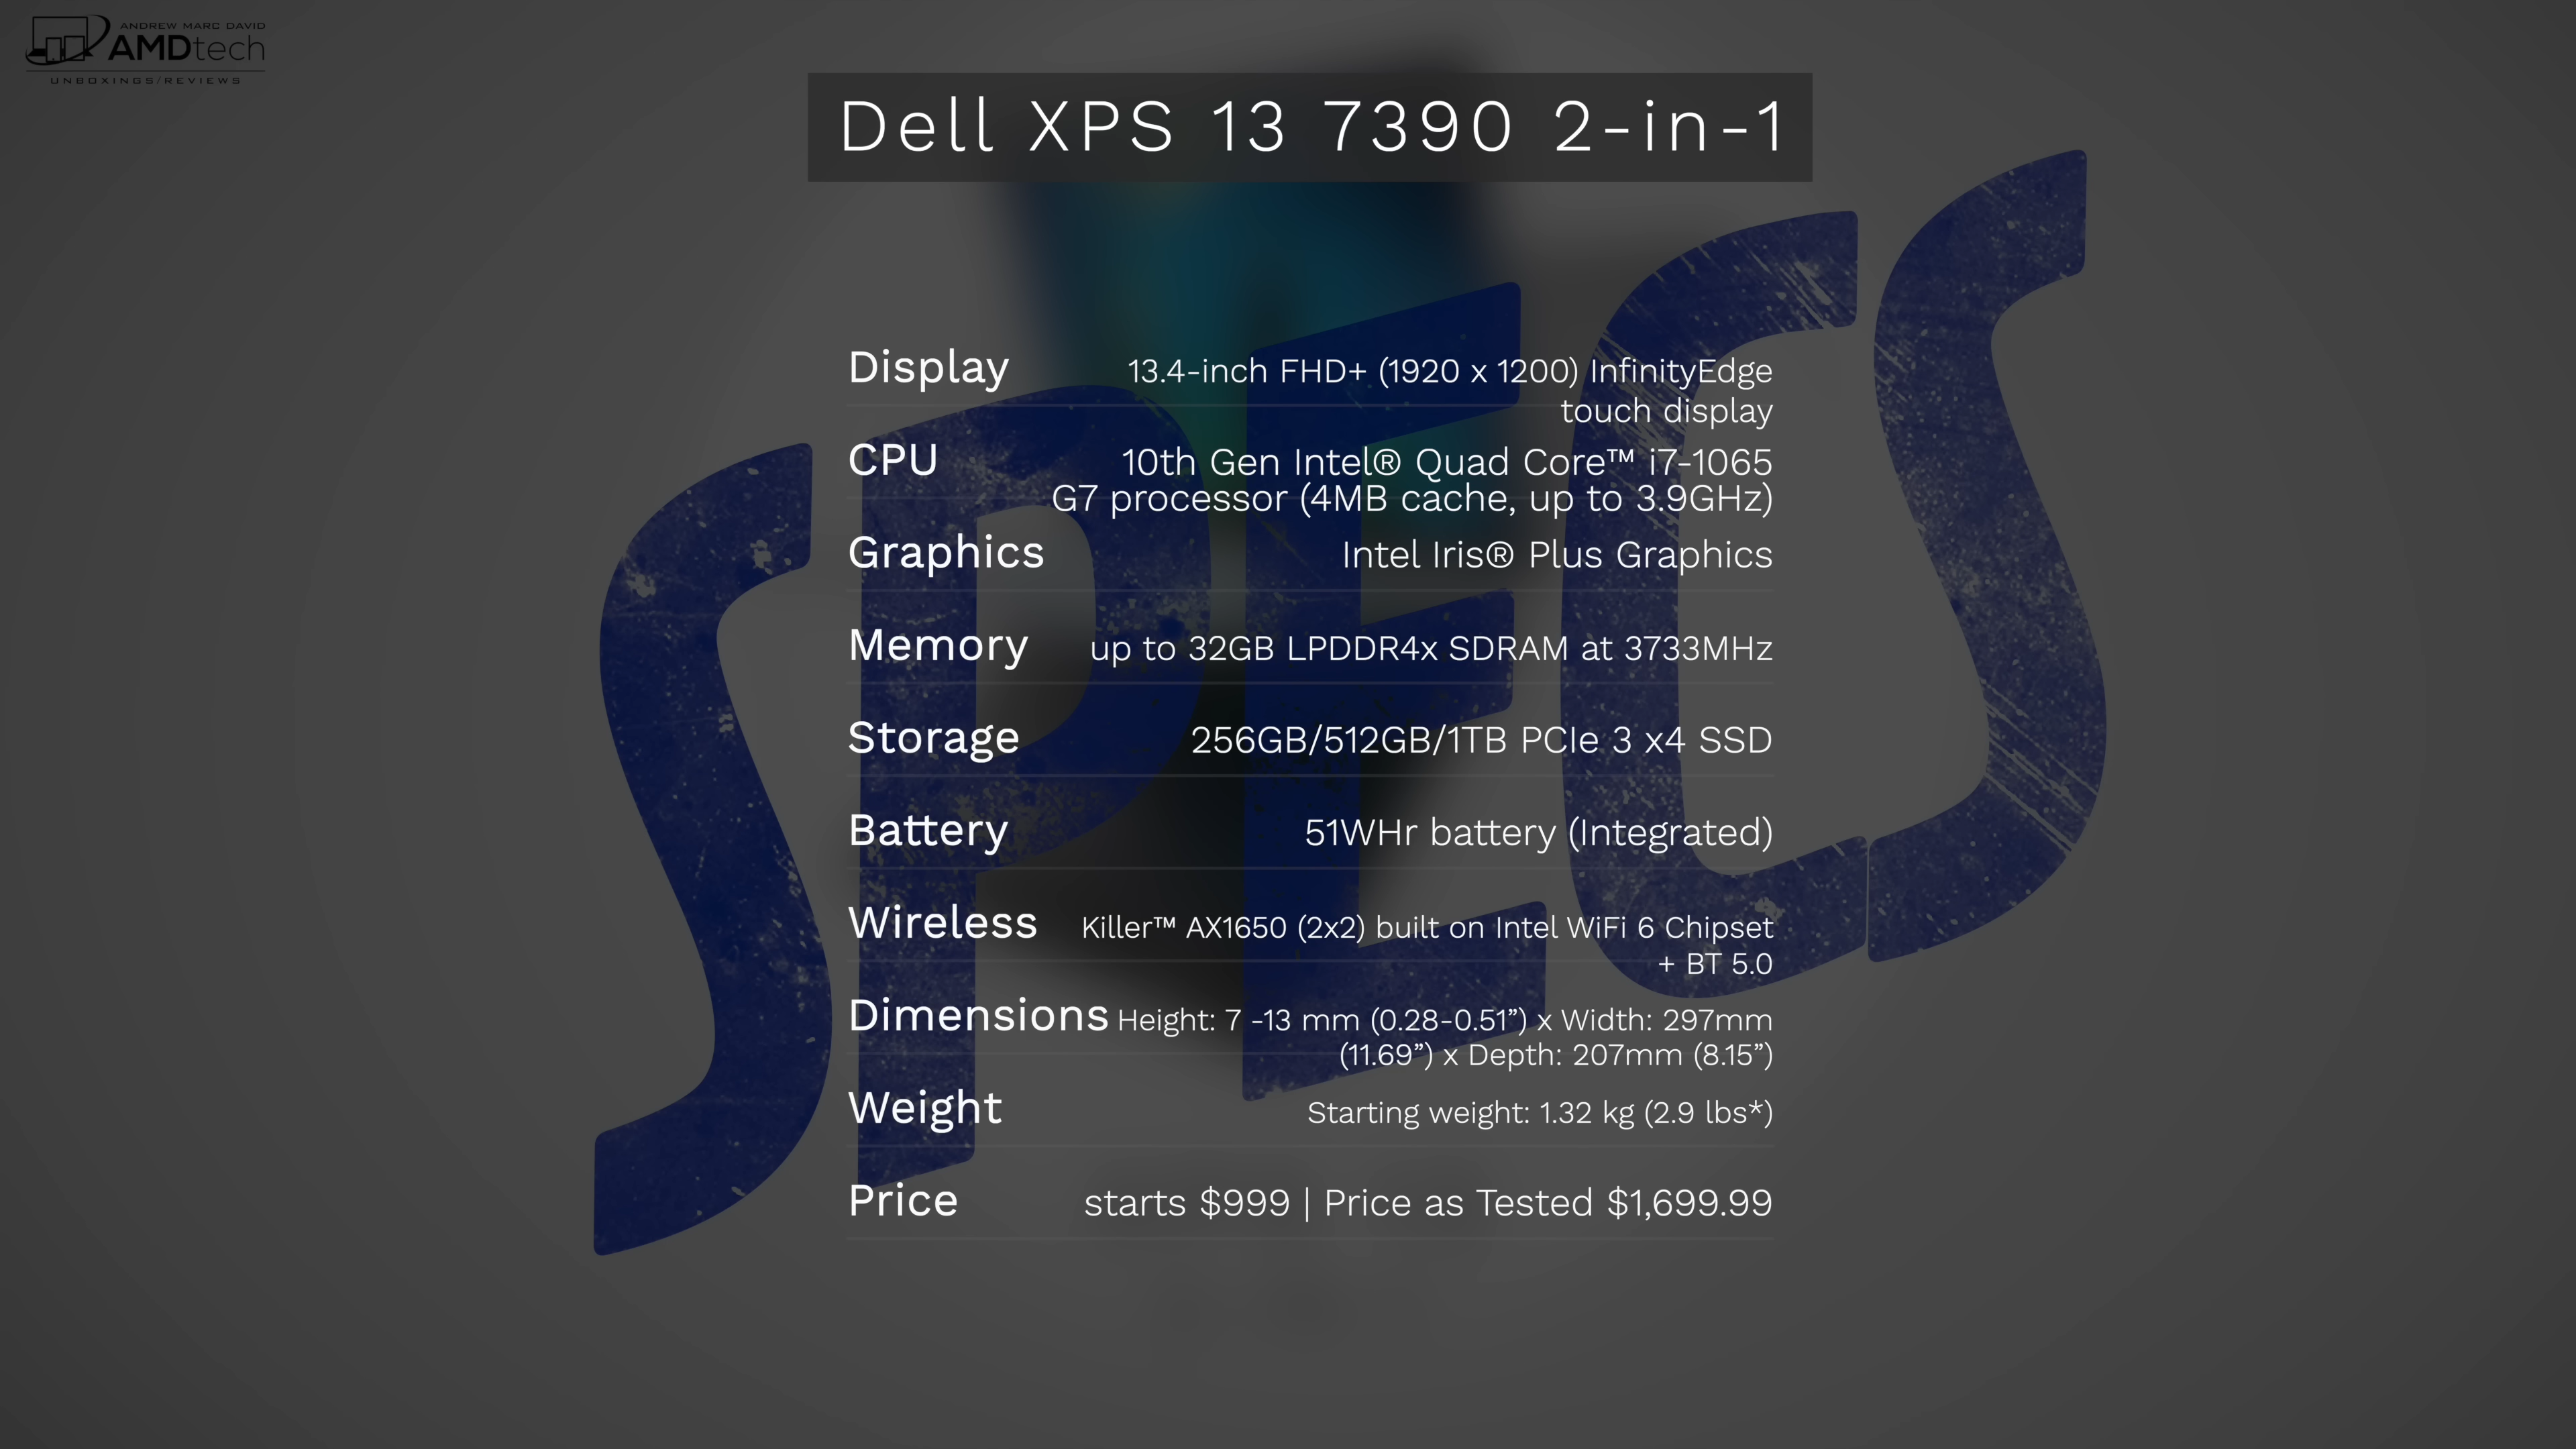 ANDREW MARC DAVID
AMDtech
UNBOXINGS/REVIEWS
Dell XPS 13 7390 2-in-1
SPECS
Display 13.4-inch FHD+ (1920 x 1200) InfinityEdge
touch display
CPU 10th Gen Intel® Quad Core™ i7-1065
G7 processor (4MB cache, up to 3.9GHz)
Graphics Intel Iris® Plus Graphics
Memory up to 32GB LPDDR4x SDRAM at 3733MHz
Storage 256GB/512GB/1TB PCIe 3 x4 SSD
Battery 51WHr battery (Integrated)
Wireless Killer™ AX1650 (2x2) built on Intel WiFi 6 Chipset
+ BT 5.0
Dimensions Height: 7 -13 mm (0.28-0.51”) x Width: 297mm
(11.69”) x Depth: 207mm (8.15”)
Weight Starting weight: 1.32 kg (2.9 lbs*)
Price starts $999 | Price as Tested $1,699.99